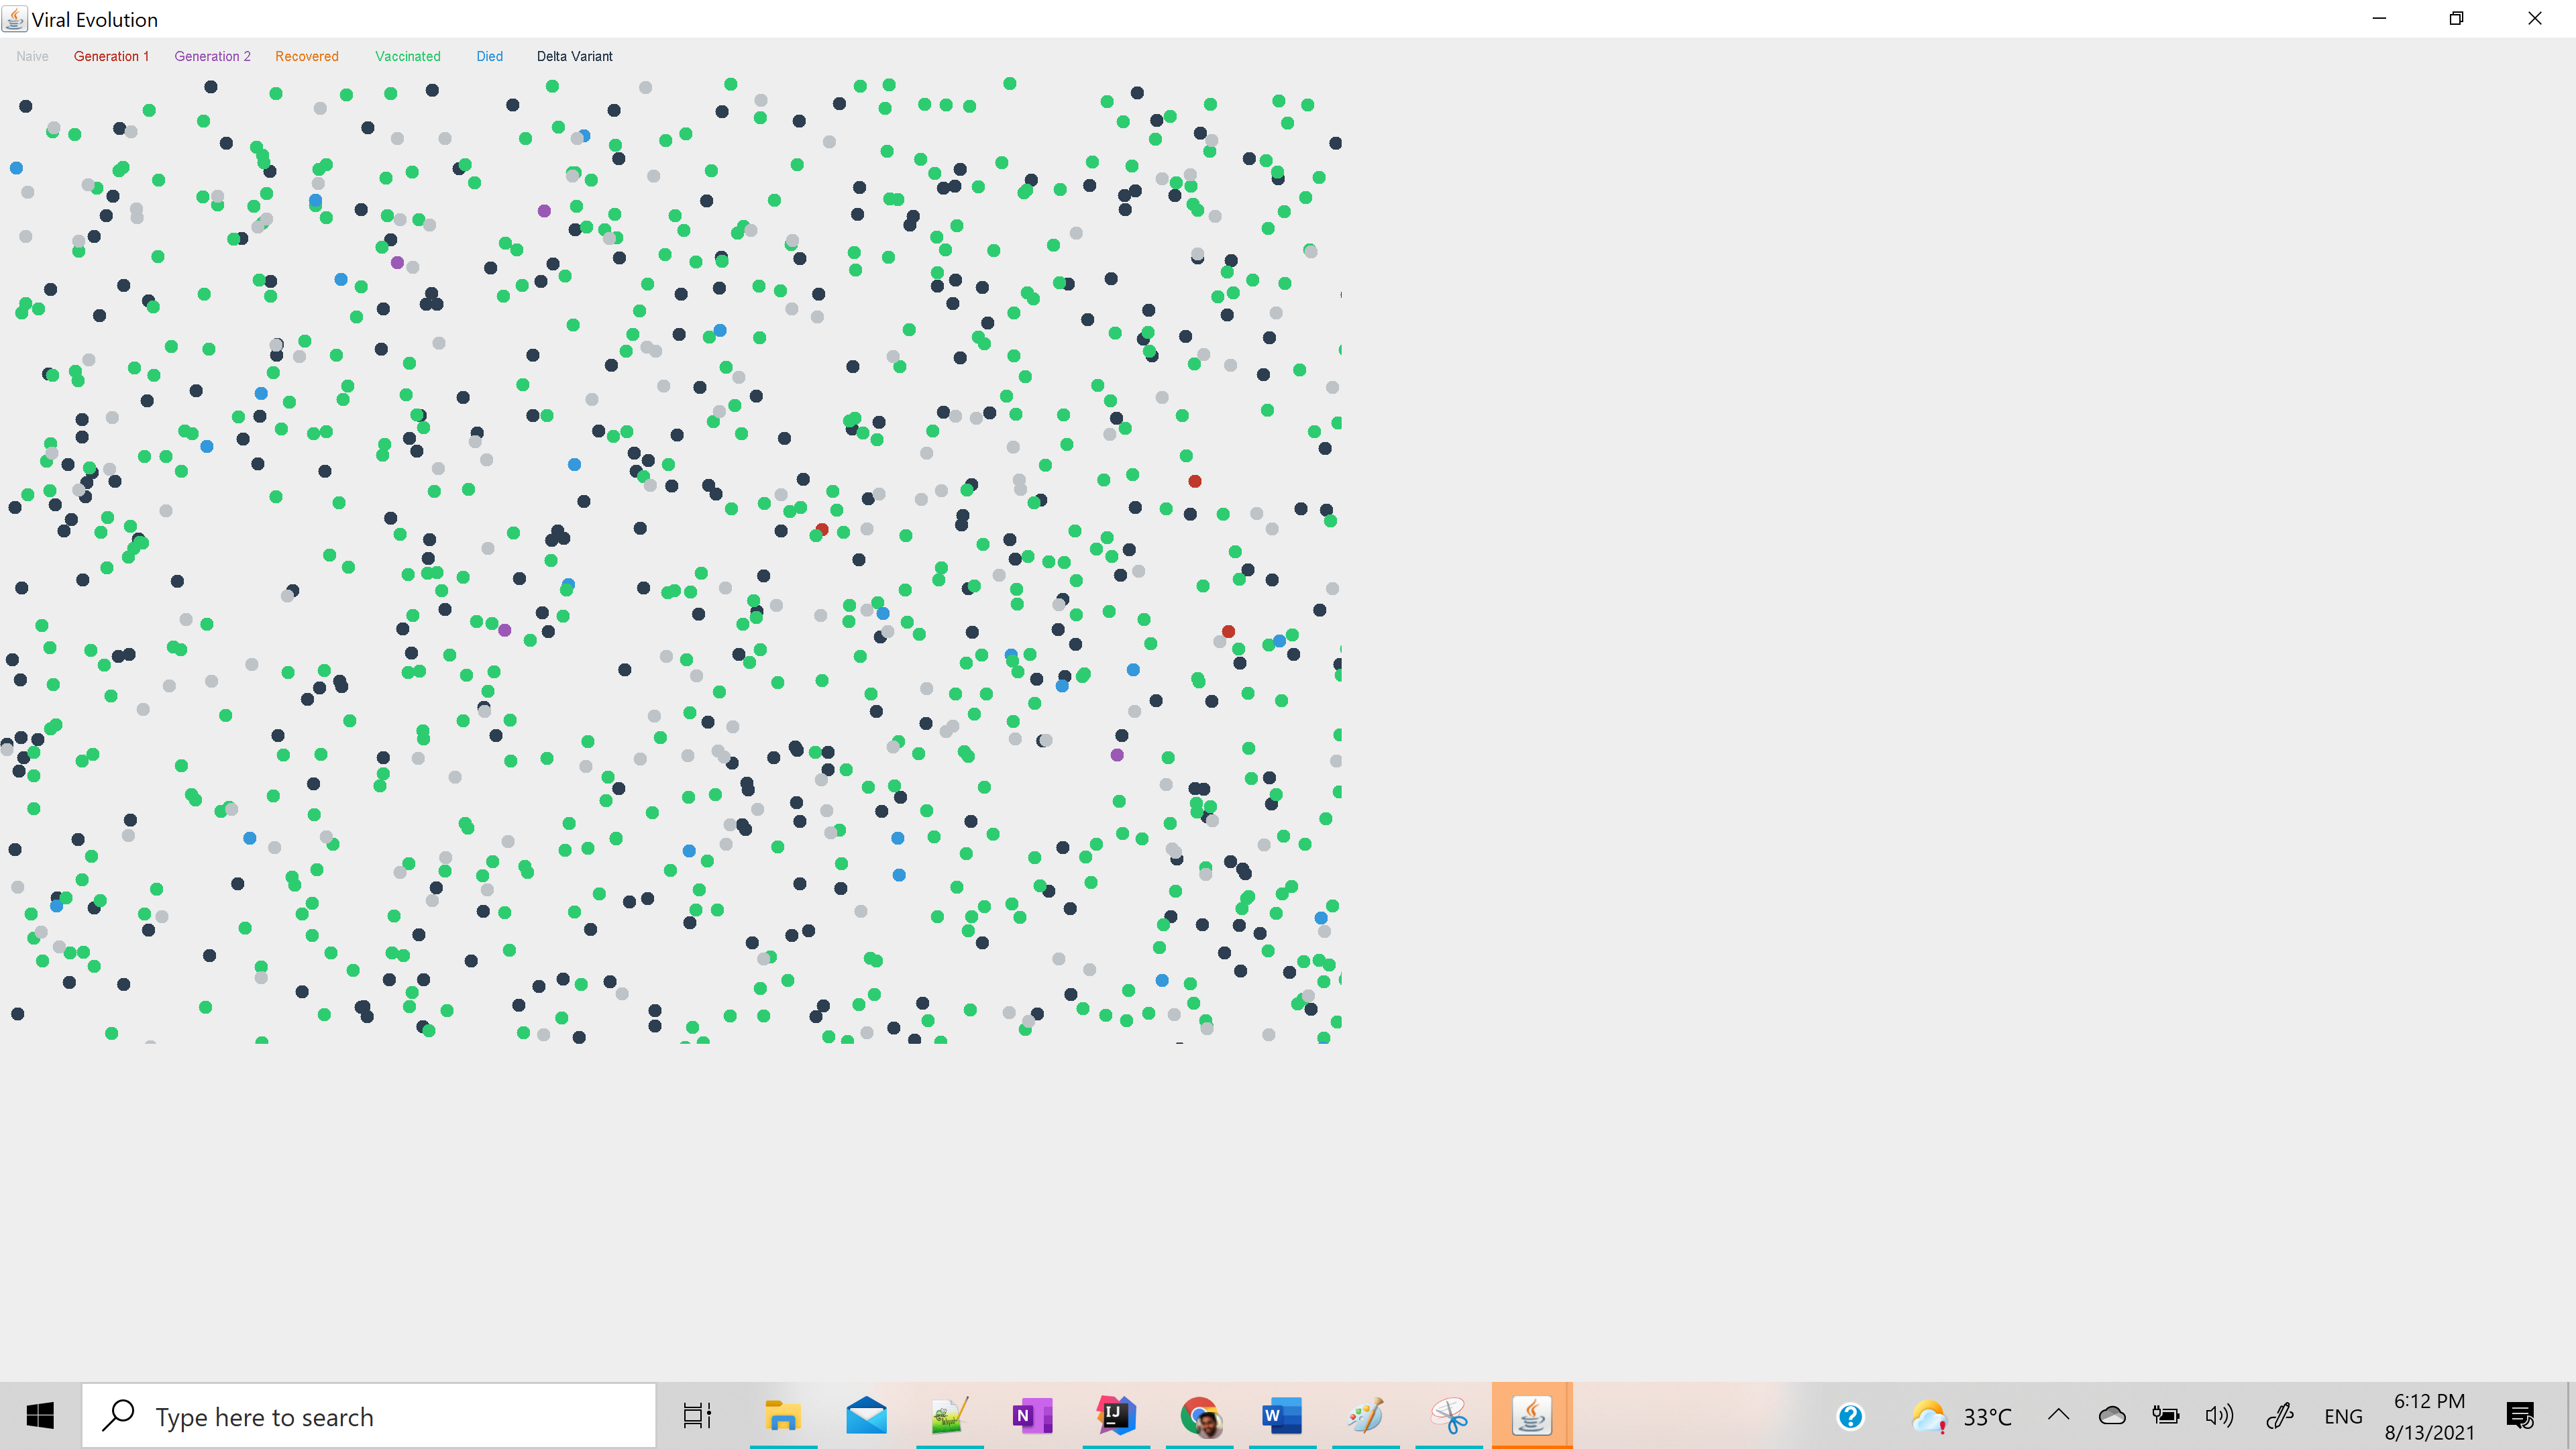 Viral Evolution
Naive Generation 1 Generation 2 Recovered Vaccinated Died Delta Variant
Type here to search
N
IJ
W
33°C
ENG
6:12 PM
8/13/2021